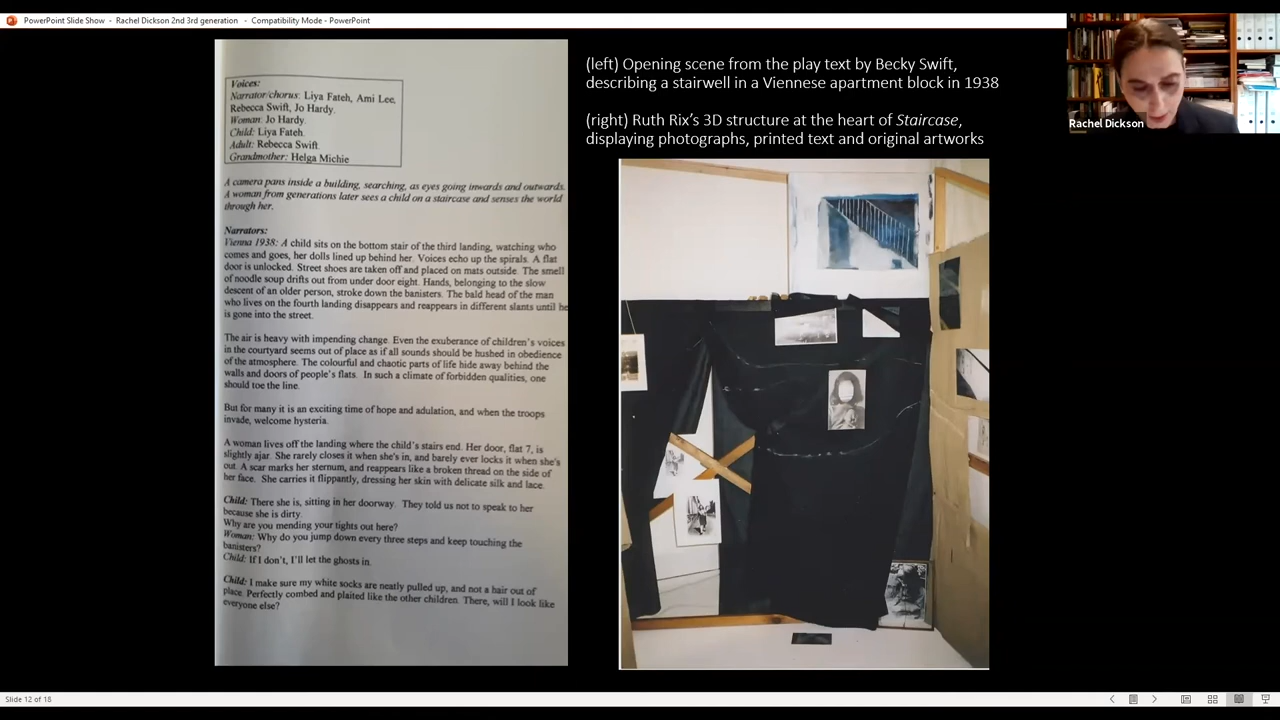 PowerPoint Slide Show - Rachel Dickson 2nd 3rd generation - Compatibility Mode - PowerPoint
Voices:
Narrator/chorus: Liya Fateh, Ami Lee,
Rebecca Swift, Jo Hardy.
Woman: Jo Hardy.
Child: Liya Fateh.
Adult: Rebecca Swift.
Grandmother: Helga Michie
A camera pans inside a building, searching, as eyes going inwards and outwards.
A woman from generations later sees a child on a staircase and senses the world
through her.
Narrators:
Vienna 1938: A child sits on the bottom stair of the third landing, watching who
comes and goes, her dolls lined up behind her. Voices echo up the spirals. A flat
door is unlocked. Street shoes are taken off and placed on mats outside. The smell
of noodle soup drifts out from under door eight. Hands, belonging to the slow
descent of an older person, stroke down the banisters. The bald head of the man
who lives on the fourth landing disappears and reappears in different slants until he
is gone into the street.
The air is heavy with impending change. Even the exuberance of children's voices
in the courtyard seems out of place as if all sounds should be hushed in obedience
of the atmosphere. The colourful and chaotic parts of life hide away behind the
walls and doors of people's flats. In such a climate of forbidden qualities, one
should toe the line.
But for many it is an exciting time of hope and adulation, and when the troops
invade, welcome hysteria.
A woman lives off the landing where the child's stairs end. Her door, flat 7, is
slightly ajar. She rarely closes it when she's in, and barely ever locks it when she's
out. A scar marks her sternum, and reappears like a broken thread on the side of
her face. She carries it flippantly, dressing her skin with delicate silk and lace.
Child: There she is, sitting in her doorway. They told us not to speak to her
because she is dirty.
Why are you mending your tights out here?
Woman: Why do you jump down every three steps and keep touching the
banisters?
Child: If I don't, I'll let the ghosts in.
Child: I make sure my white socks are neatly pulled up, and not a hair out of
place. Perfectly combed and plaited like the other children. There, will I look like
everyone else?
(left) Opening scene from the play text by Becky Swift,
describing a stairwell in a Viennese apartment block in 1938
(right) Ruth Rix's 3D structure at the heart of Staircase,
displaying photographs, printed text and original artworks
Rachel Dickson
Slide 12 of 18